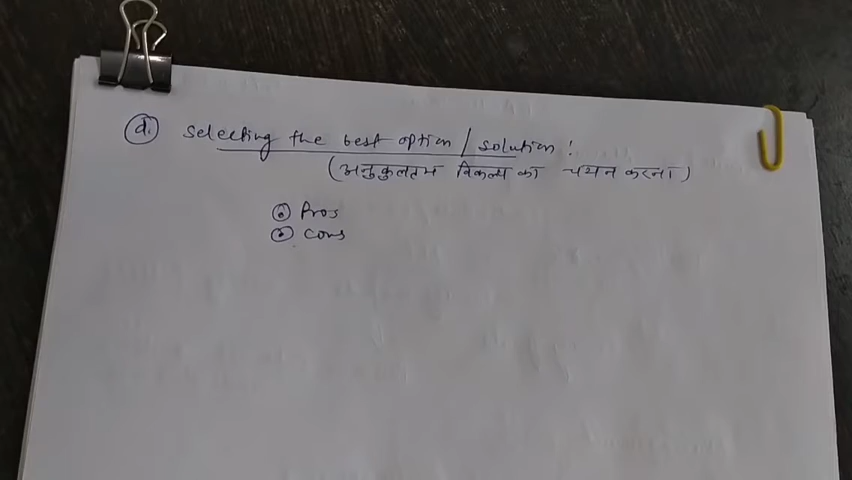 d. Selecting the best option / solution :
(अनुकुलतम विकल्प का चयन करना)
Pros
Cons